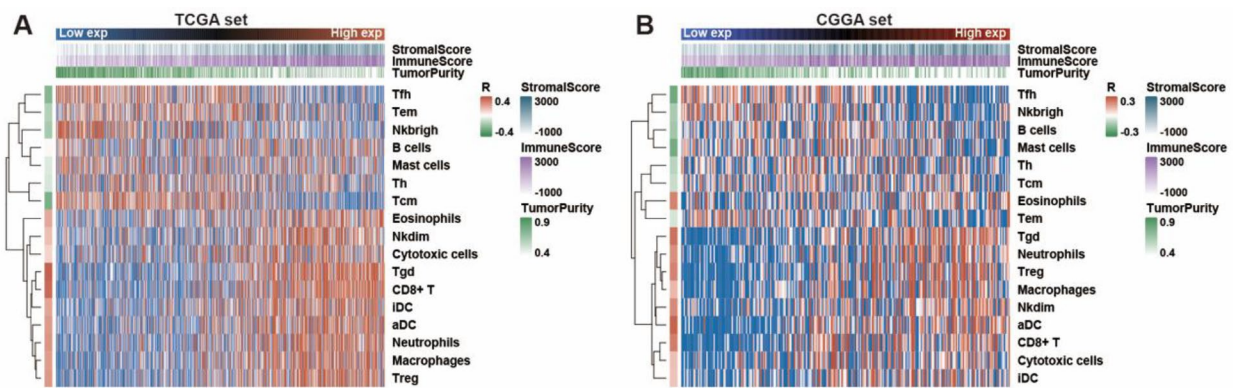 A
TCGA set
Low exp
High exp
StromalScore
ImmuneScore
TumorPurity
Tfh
Tem
Nkbrigh
B cells
Mast cells
Th
Tcm
Eosinophils
Nkdim
Cytotoxic cells
Tgd
CD8+ T
iDC
aDC
Neutrophils
Macrophages
Treg
R
0.4
-0.4
StromalScore
3000
-1000
ImmuneScore
3000
-1000
TumorPurity
0.9
0.4
B
CGGA set
Low exp
High exp
StromalScore
ImmuneScore
TumorPurity
Tfh
Nkbrigh
B cells
Mast cells
Th
Tcm
Eosinophils
Tem
Tgd
Neutrophils
Treg
Macrophages
Nkdim
aDC
CD8+ T
Cytotoxic cells
iDC
R
0.3
-0.3
StromalScore
3000
-1000
ImmuneScore
3000
-1000
TumorPurity
0.9
0.4